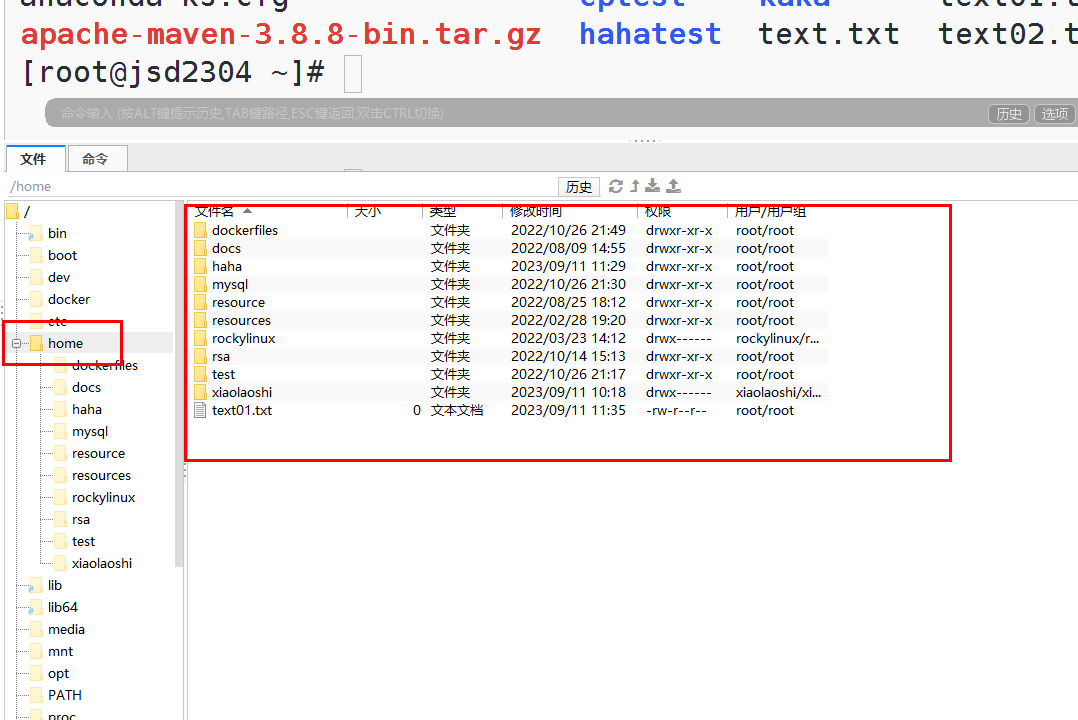 anaconda-ks.cfg cptest kaka text01.t
apache-maven-3.8.8-bin.tar.gz hahatest text.txt text02.t
[root@jsd2304 ~]#
命令输入 (按ALT键提示历史,TAB键路径,ESC键返回,双击CTRL切换) 历史 选项
文件 命令
/home 历史
/
bin
boot
dev
docker
etc
home
dockerfiles
docs
haha
mysql
resource
resources
rockylinux
rsa
test
xiaolaoshi
lib
lib64
media
mnt
opt
PATH
proc
文件名 大小 类型 修改时间 权限 用户/用户组
dockerfiles 文件夹 2022/10/26 21:49 drwxr-xr-x root/root
docs 文件夹 2022/08/09 14:55 drwxr-xr-x root/root
haha 文件夹 2023/09/11 11:29 drwxr-xr-x root/root
mysql 文件夹 2022/10/26 21:30 drwxr-xr-x root/root
resource 文件夹 2022/08/25 18:12 drwxr-xr-x root/root
resources 文件夹 2022/02/28 19:20 drwxr-xr-x root/root
rockylinux 文件夹 2022/03/23 14:12 drwx------ rockylinux/r...
rsa 文件夹 2022/10/14 15:13 drwxr-xr-x root/root
test 文件夹 2022/10/26 21:17 drwxr-xr-x root/root
xiaolaoshi 文件夹 2023/09/11 10:18 drwx------ xiaolaoshi/xi...
text01.txt 0 文本文档 2023/09/11 11:35 -rw-r--r-- root/root